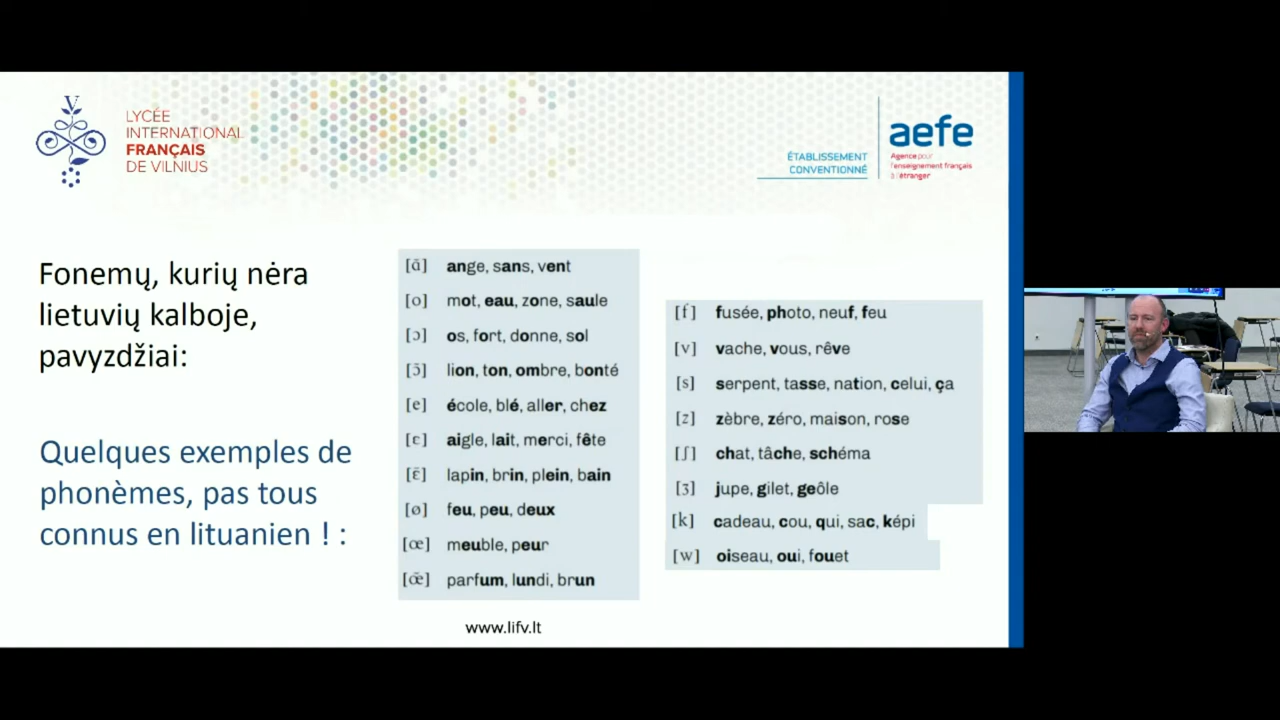 V
LYCÉE
INTERNATIONAL
FRANÇAIS
DE VILNIUS
ÉTABLISSEMENT
CONVENTIONNÉ
aefe
Agence pour
l'enseignement français
à l'étranger
Fonemų, kurių nėra
lietuvių kalboje,
pavyzdžiai:
Quelques exemples de
phonèmes, pas tous
connus en lituanien ! :
[ɑ̃] ange, sans, vent
[o] mot, eau, zone, saule
[ɔ] os, fort, donne, sol
[ɔ̃] lion, ton, ombre, bonté
[e] école, blé, aller, chez
[ɛ] aigle, lait, merci, fête
[ɛ̃] lapin, brin, plein, bain
[ø] feu, peu, deux
[œ] meuble, peur
[œ̃] parfum, lundi, brun
[f] fusée, photo, neuf, feu
[v] vache, vous, rêve
[s] serpent, tasse, nation, celui, ça
[z] zèbre, zéro, maison, rose
[ʃ] chat, tâche, schéma
[ʒ] jupe, gilet, geôle
[k] cadeau, cou, qui, sac, képi
[w] oiseau, oui, fouet
www.lifv.lt